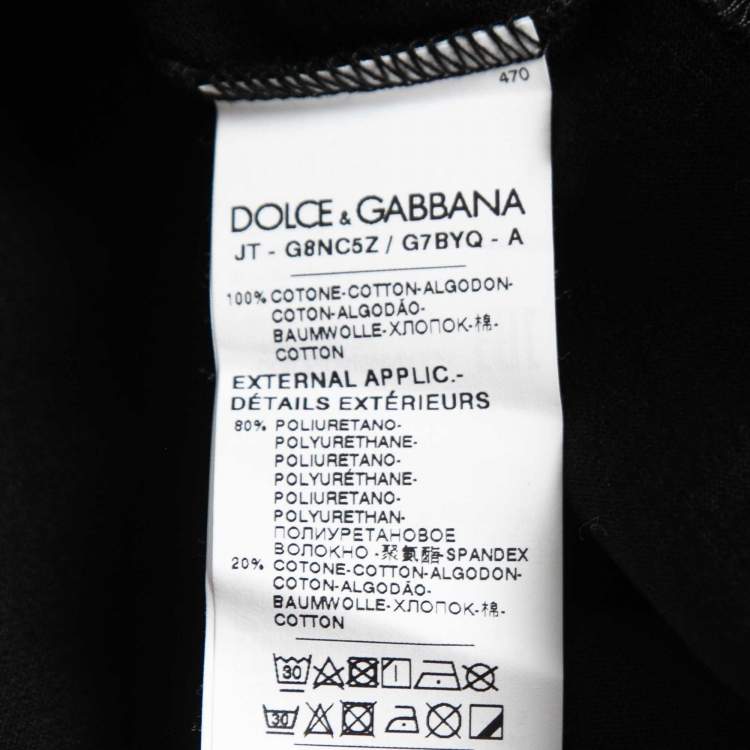 470
DOLCE & GABBANA
JT - G8NC5Z / G7BYQ - A
100% COTONE-COTTON-ALGODON-
COTON-ALGODÃO-
BAUMWOLLE-ХЛОПОК-棉-
COTTON
EXTERNAL APPLIC.-
DÉTAILS EXTÉRIEURS
80% POLIURETANO-
POLYURETHANE-
POLIURETANO-
POLYURÉTHANE-
POLIURETANO-
POLYURETHAN-
ПОЛИУРЕТАНОВОЕ
ВОЛОКНО-聚氨酯-SPANDEX
20% COTONE-COTTON-ALGODON-
COTON-ALGODÃO-
BAUMWOLLE-ХЛОПОК-棉-
COTTON
30
30